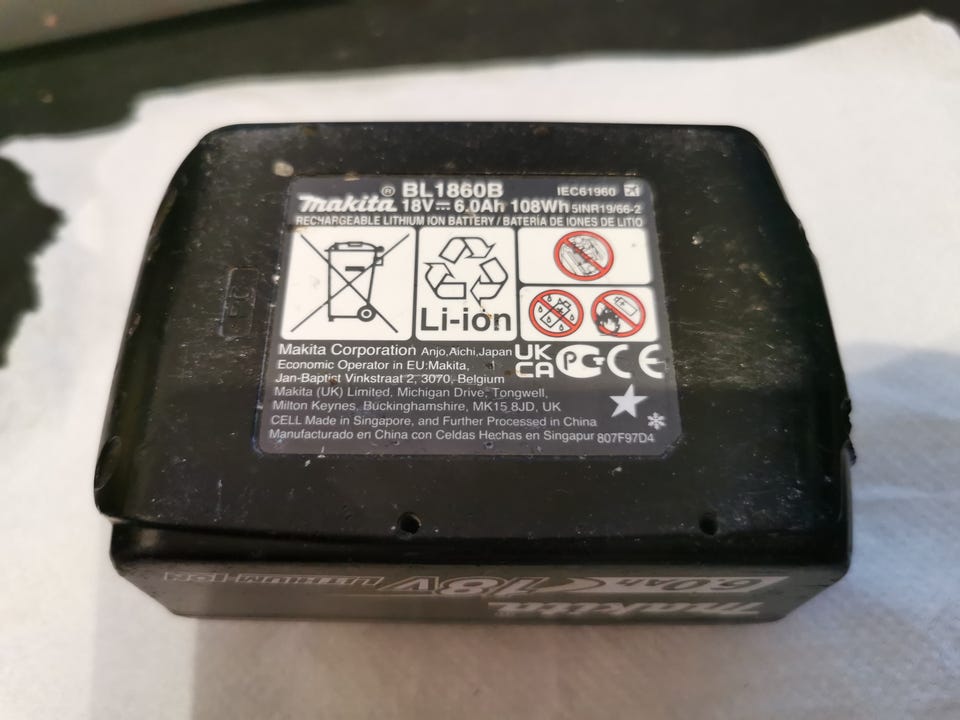 BL1860B IEC61960
makita® 18V⎓6.0Ah 108Wh 5INR19/66-2
RECHARGEABLE LITHIUM ION BATTERY / BATERÍA DE IONES DE LITIO
Li-ion
Makita Corporation Anjo, Aichi, Japan
Economic Operator in EU:Makita,
Jan-Baptist Vinkstraat 2, 3070, Belgium
Makita (UK) Limited, Michigan Drive, Tongwell,
Milton Keynes, Buckinghamshire, MK15 8JD, UK
CELL Made in Singapore, and Further Processed in China
Manufacturado en China con Celdas Hechas en Singapur 807F97D4
UK
CA
CE
makita
6.0Ah 18V LITHIUM-ION